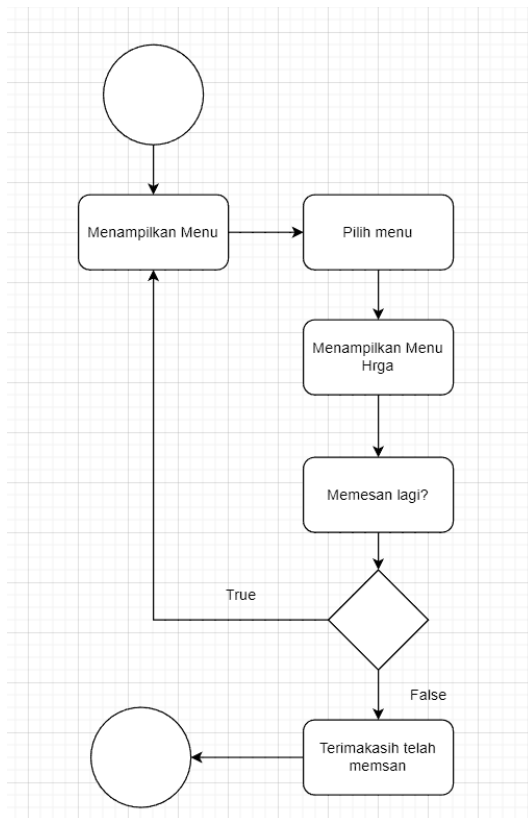 Menampilkan Menu
Pilih menu
Menampilkan Menu
Hrga
Memesan lagi?
True
False
Terimakasih telah
memsan